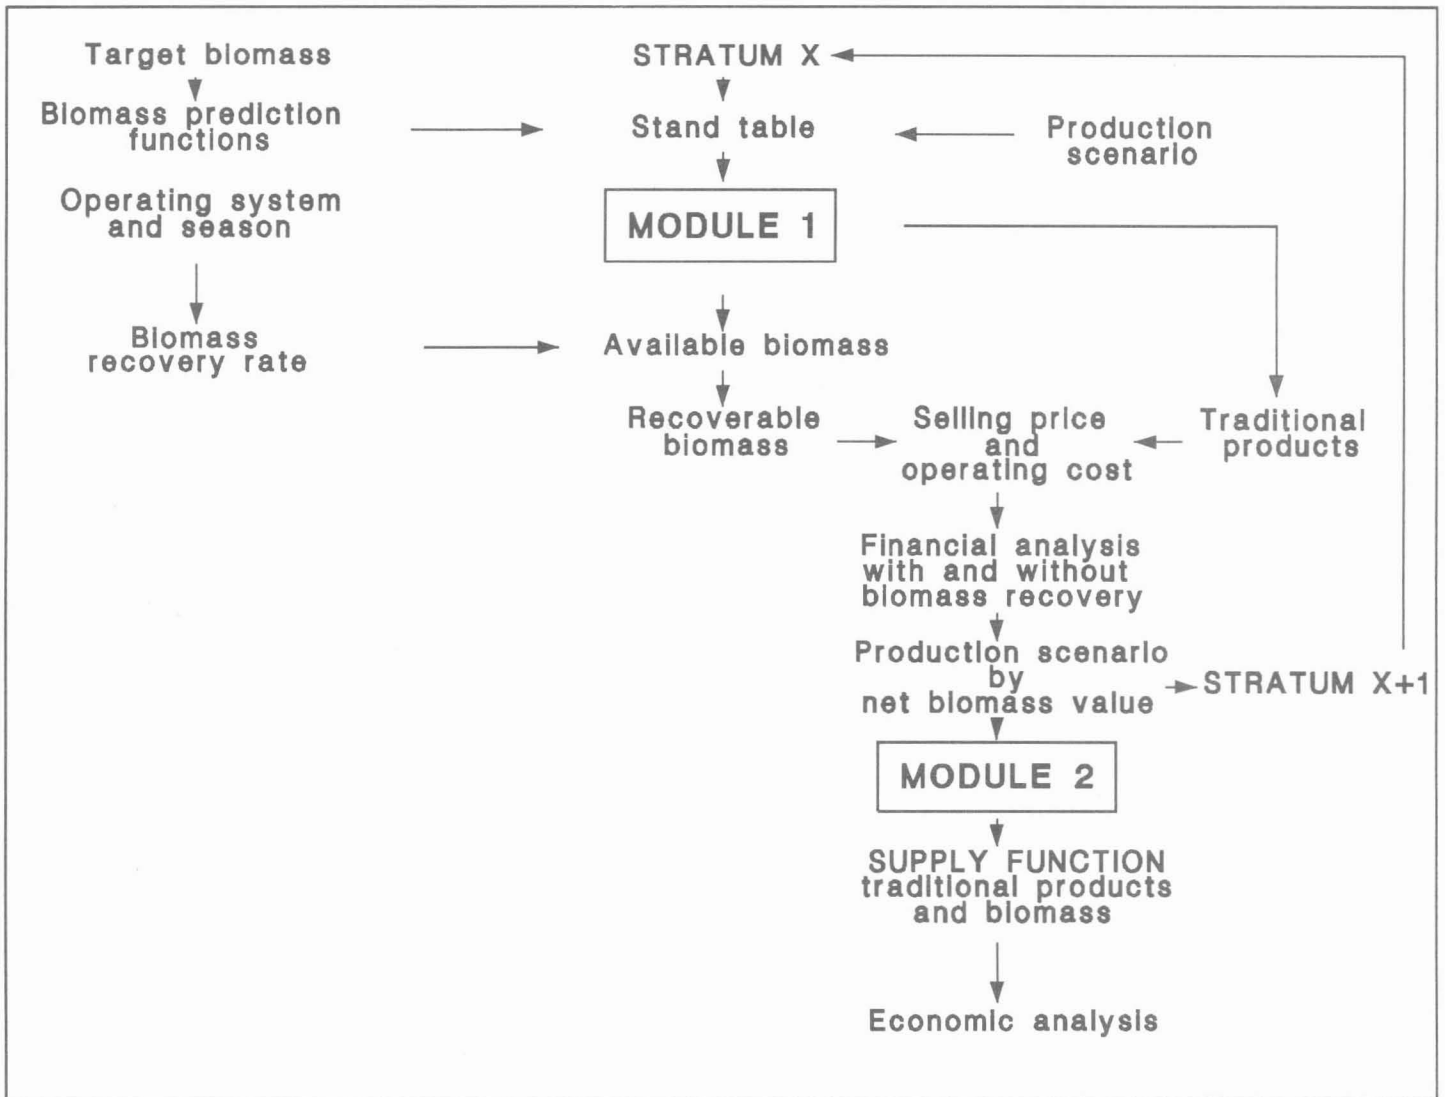 Target biomass
STRATUM X
Biomass prediction
functions
Stand table
Production
scenario
Operating system
and season
MODULE 1
Biomass
recovery rate
Available biomass
Recoverable
biomass
Selling price
and
operating cost
Traditional
products
Financial analysis
with and without
biomass recovery
Production scenario
by
net biomass value
STRATUM X+1
MODULE 2
SUPPLY FUNCTION
traditional products
and biomass
Economic analysis